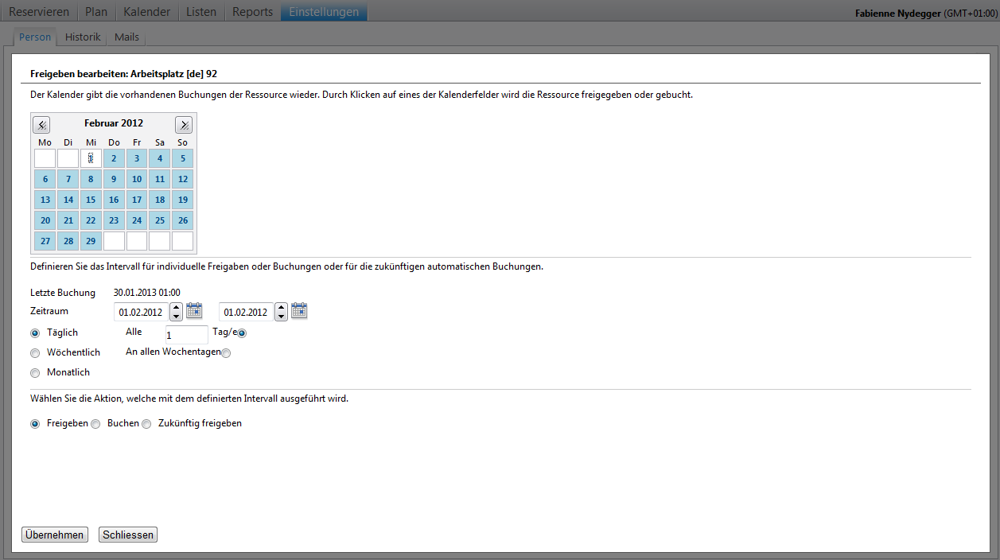 Reservieren Plan Kalender Listen Reports Einstellungen Fabienne Nydegger (GMT+01:00)
Person Historik Mails
Freigeben bearbeiten: Arbeitsplatz [de] 92
Der Kalender gibt die vorhandenen Buchungen der Ressource wieder. Durch Klicken auf eines der Kalenderfelder wird die Ressource freigegeben oder gebucht.
Februar 2012
Mo Di Mi Do Fr Sa So
1 2 3 4 5
6 7 8 9 10 11 12
13 14 15 16 17 18 19
20 21 22 23 24 25 26
27 28 29
Definieren Sie das Intervall für individuelle Freigaben oder Buchungen oder für die zukünftigen automatischen Buchungen.
Letzte Buchung 30.01.2013 01:00
Zeitraum 01.02.2012 01.02.2012
Täglich Alle 1 Tag/e
Wöchentlich An allen Wochentagen
Monatlich
Wählen Sie die Aktion, welche mit dem definierten Intervall ausgeführt wird.
Freigeben Buchen Zukünftig freigeben
Übernehmen Schliessen